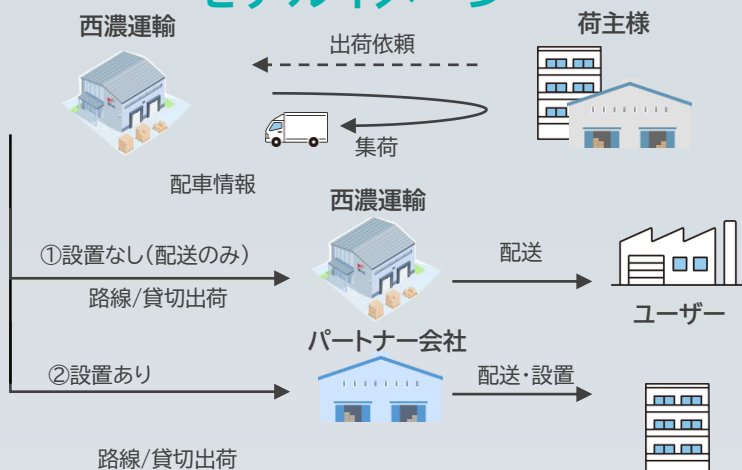 西濃運輸
荷主様
出荷依頼
集荷
配車情報
西濃運輸
①設置なし(配送のみ)
配送
路線/貸切出荷
ユーザー
パートナー会社
②設置あり
配送・設置
路線/貸切出荷